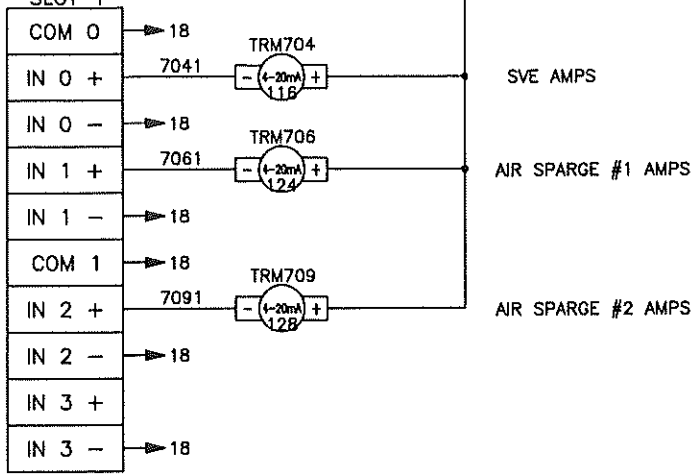 COM 0 18
TRM704
IN 0 + 7041 - 4-20mA + SVE AMPS
116
IN 0 - 18
TRM706
IN 1 + 7061 - 4-20mA + AIR SPARGE #1 AMPS
124
IN 1 - 18
COM 1 18
TRM709
IN 2 + 7091 - 4-20mA + AIR SPARGE #2 AMPS
128
IN 2 - 18
IN 3 +
IN 3 - 18